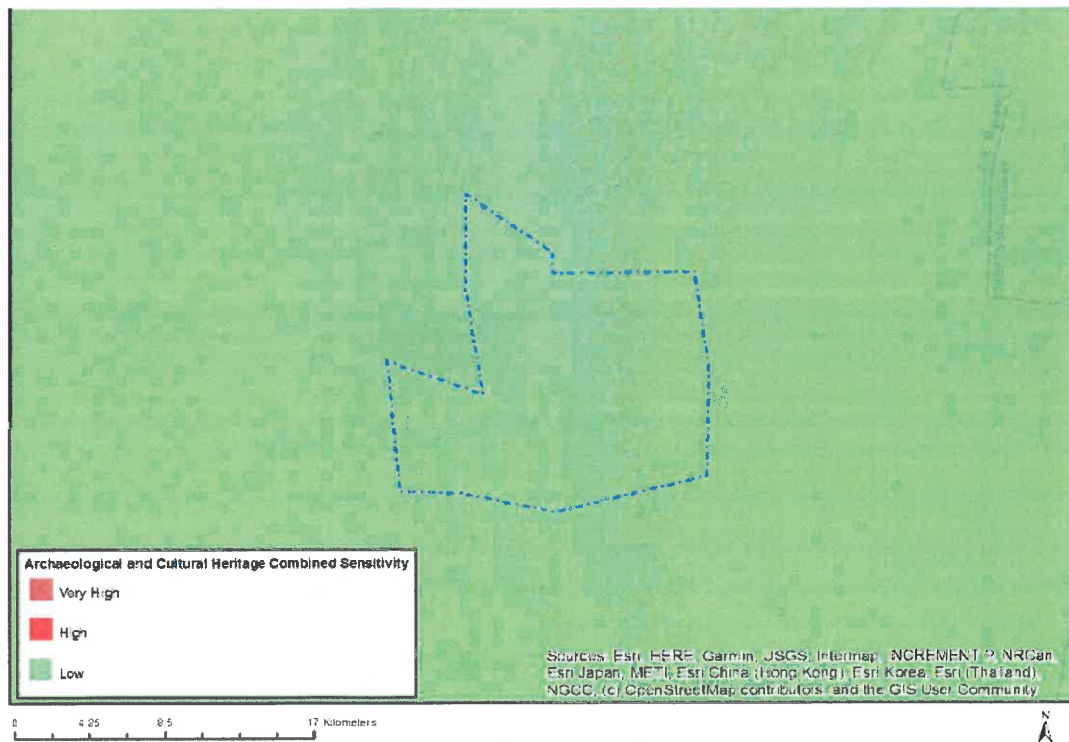 Archaeological and Cultural Heritage Combined Sensitivity
Very High
High
Low
Sources: Esri, HERE, Garmin, USGS, Intermap, INCREMENT P, NRCan,
Esri Japan, METI, Esri China (Hong Kong), Esri Korea, Esri (Thailand),
NGCC, (c) OpenStreetMap contributors, and the GIS User Community
0 4.25 8.5 17 Kilometers
N